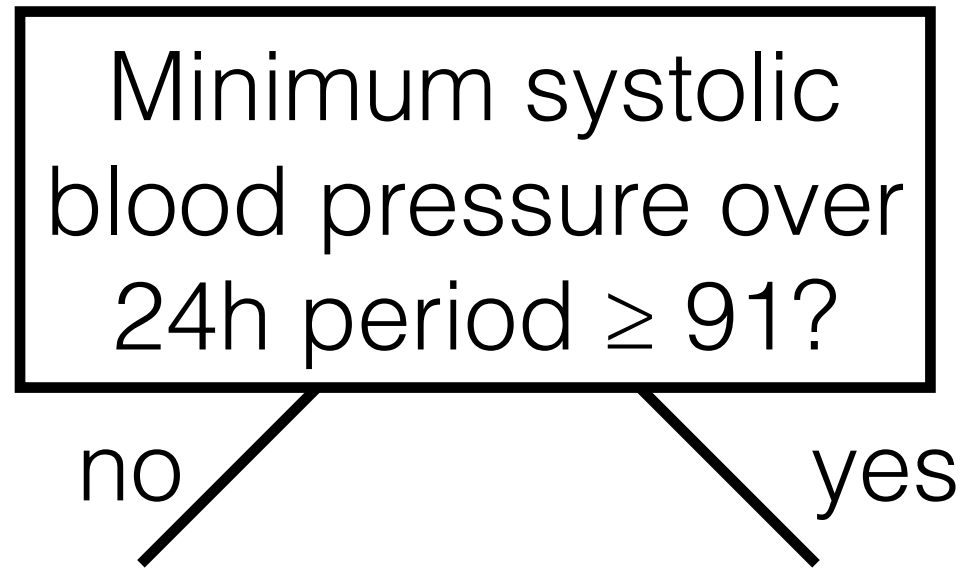 Minimum systolic
blood pressure over
24h period ≥ 91?
no
yes